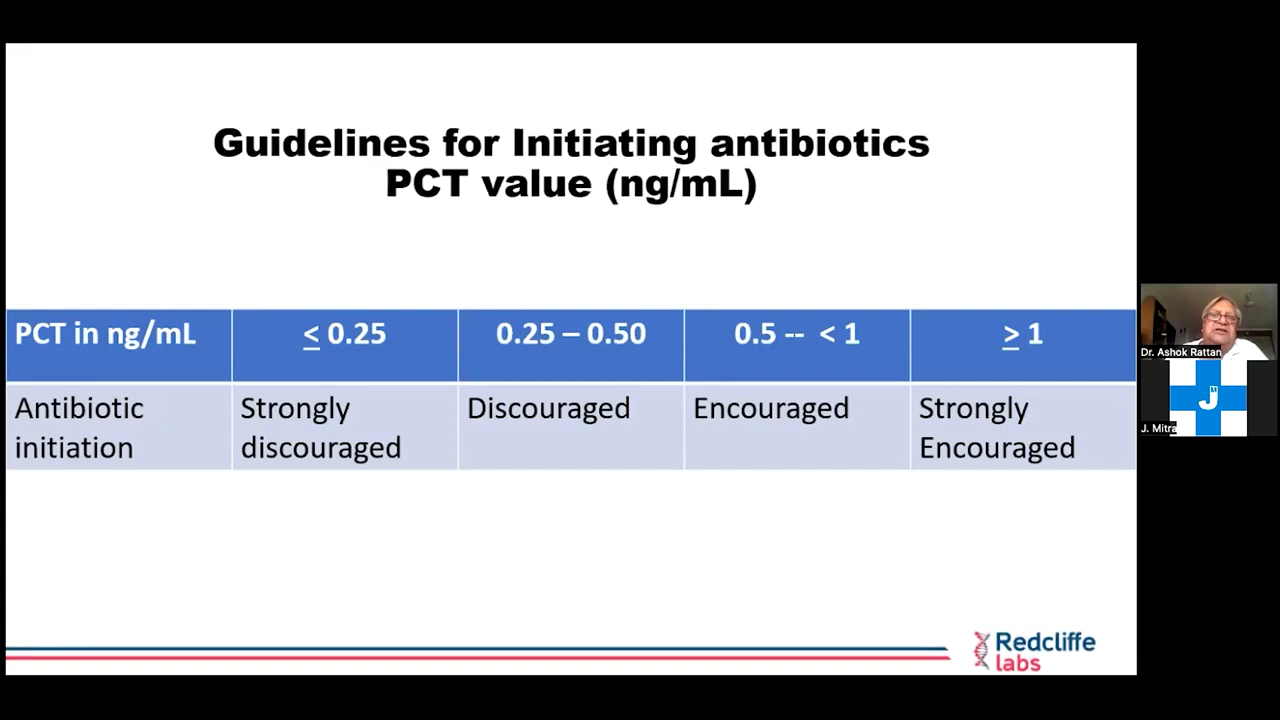 Guidelines for Initiating antibiotics
PCT value (ng/mL)
PCT in ng/mL ≤ 0.25 0.25 – 0.50 0.5 -- < 1 ≥ 1
Antibiotic initiation Strongly discouraged Discouraged Encouraged Strongly Encouraged
Redcliffe
labs
Dr. Ashok Rattan
J M
J. Mitra